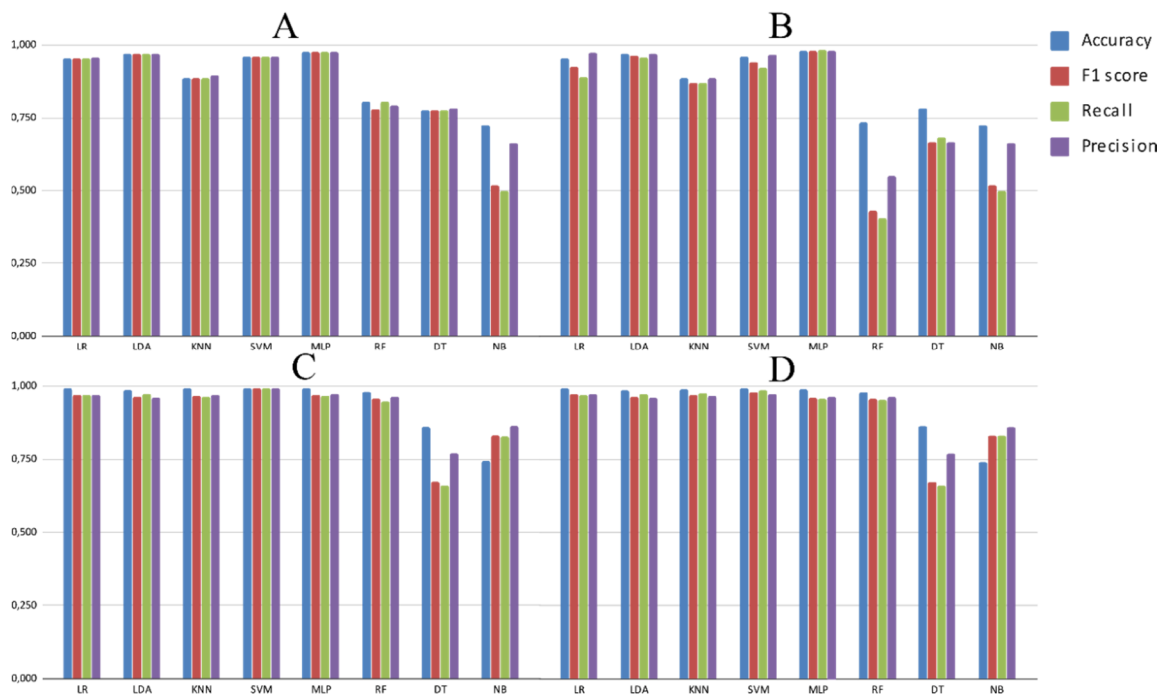 A B
1,000
0,750
0,500
0,250
0,000
LR LDA KNN SVM MLP RF DT NB LR LDA KNN SVM MLP RF DT NB
Accuracy
F1 score
Recall
Precision
C D
1,000
0,750
0,500
0,250
0,000
LR LDA KNN SVM MLP RF DT NB LR LDA KNN SVM MLP RF DT NB